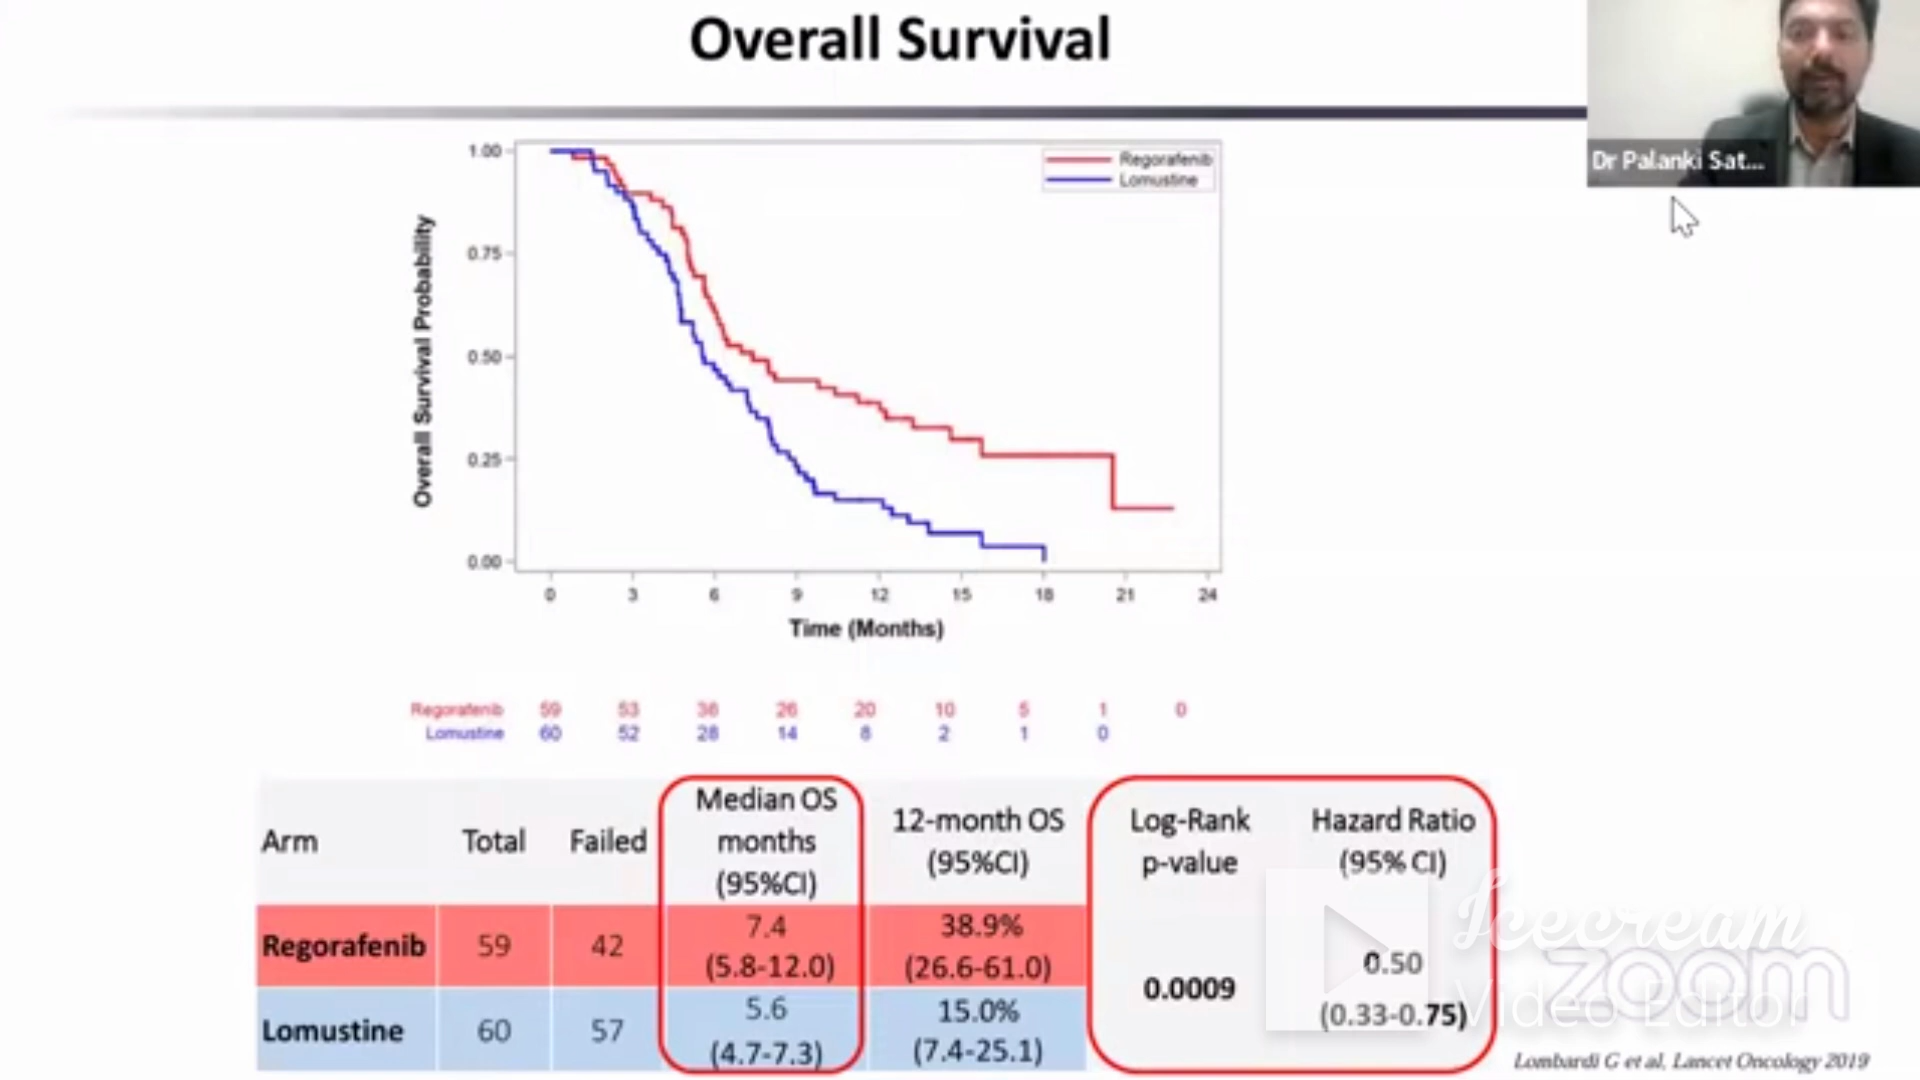 Overall Survival
Dr Palanki Sat...
Regorafenib
Lomustine
Overall Survival Probability
1.00
0.75
0.50
0.25
0.00
0 3 6 9 12 15 18 21 24
Time (Months)
Regorafenib 59 53 38 26 20 10 5 1 0
Lomustine 60 52 28 14 8 2 1 0
Arm Total Failed Median OS months (95%CI) 12-month OS (95%CI) Log-Rank p-value Hazard Ratio (95% CI)
Regorafenib 59 42 7.4 (5.8-12.0) 38.9% (26.6-61.0)
Lomustine 60 57 5.6 (4.7-7.3) 15.0% (7.4-25.1)
0.0009 0.50 (0.33-0.75)
Icecream
Video Editor
zoom
Lombardi G et al, Lancet Oncology 2019